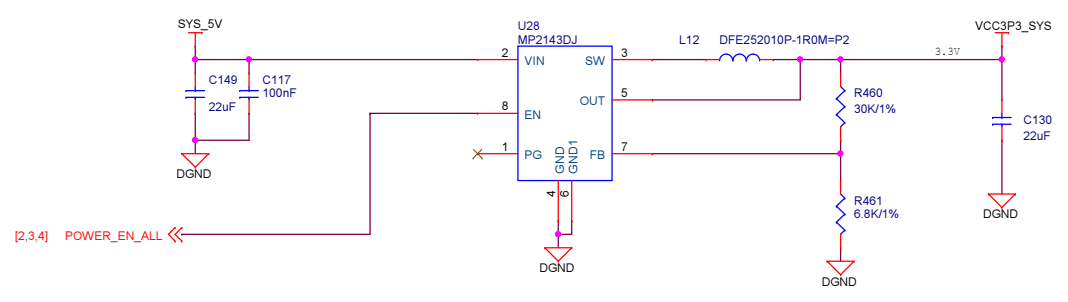 SYS_5V
U28
MP2143DJ
L12
DFE252010P-1R0M=P2
VCC3P3_SYS
2
VIN
SW
3
3.3V
C149
22uF
C117
100nF
OUT
5
R460
30K/1%
8
EN
C130
22uF
1
PG
GND
GND1
FB
7
DGND
4
6
R461
6.8K/1%
DGND
[2,3,4]
POWER_EN_ALL
DGND
DGND